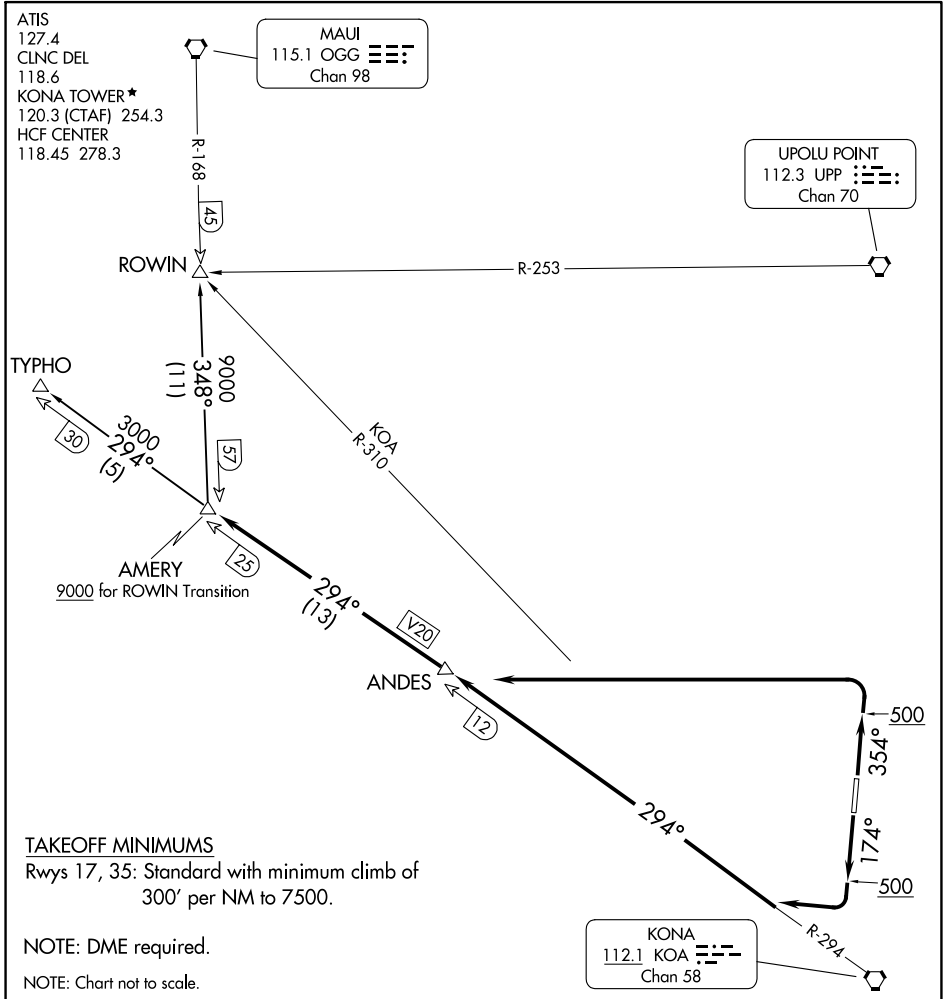 ATIS
127.4
CLNC DEL
118.6
KONA TOWER★
120.3 (CTAF) 254.3
HCF CENTER
118.45 278.3
MAUI
115.1 OGG
Chan 98
R-168
45
UPOLU POINT
112.3 UPP
Chan 70
ROWIN
R-253
TYPHO
30
3000
294°
(5)
9000
348°
(11)
57
KOA
R-310
AMERY
9000 for ROWIN Transition
25
294°
(13)
V20
ANDES
12
500
354°
294°
174°
500
TAKEOFF MINIMUMS
Rwys 17, 35: Standard with minimum climb of
300' per NM to 7500.
NOTE: DME required.
NOTE: Chart not to scale.
R-294
KONA
112.1 KOA
Chan 58